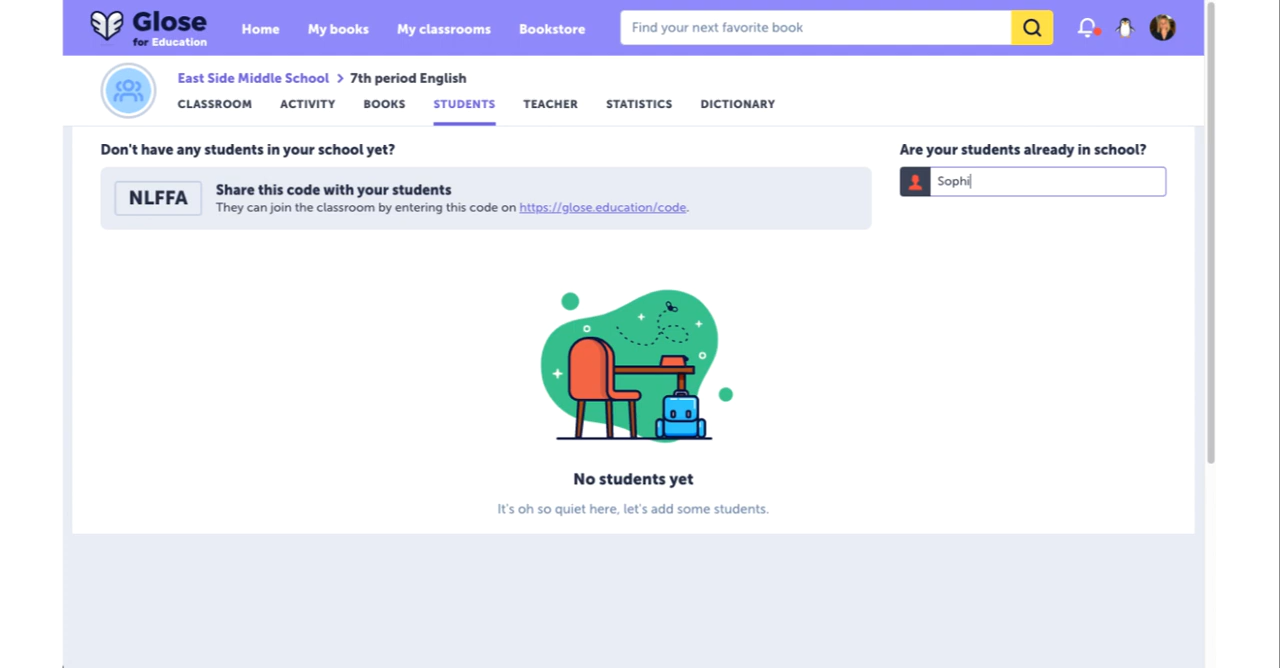 Glose
for Education
Home My books My classrooms Bookstore
Find your next favorite book
East Side Middle School > 7th period English
CLASSROOM ACTIVITY BOOKS STUDENTS TEACHER STATISTICS DICTIONARY
Don't have any students in your school yet?
NLFFA
Share this code with your students
They can join the classroom by entering this code on https://glose.education/code.
Are your students already in school?
Sophi
No students yet
It's oh so quiet here, let's add some students.